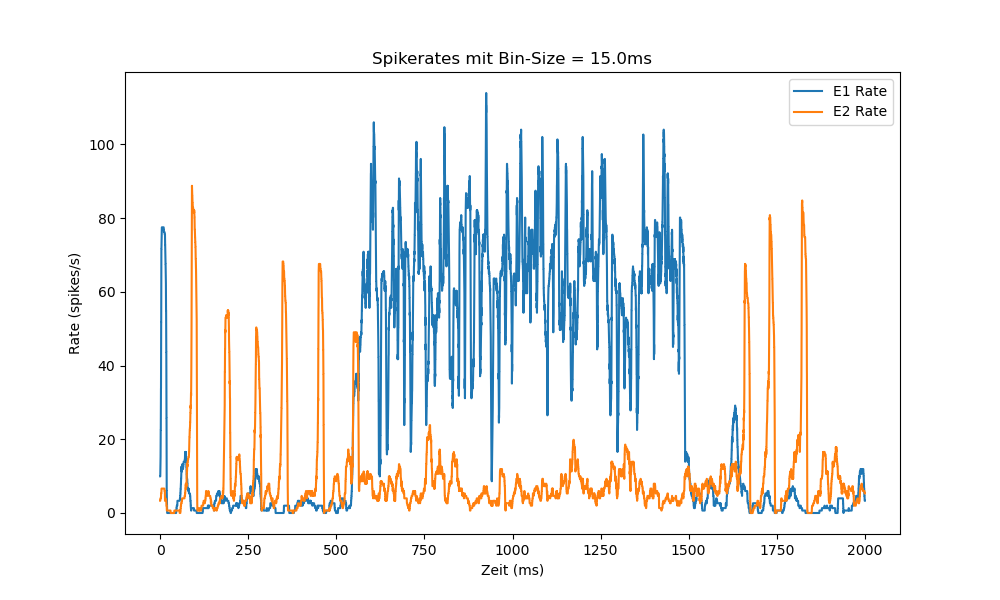 Spikerates mit Bin-Size = 15.0ms
E1 Rate
E2 Rate
Rate (spikes/s)
100
80
60
40
20
0
0 250 500 750 1000 1250 1500 1750 2000
Zeit (ms)